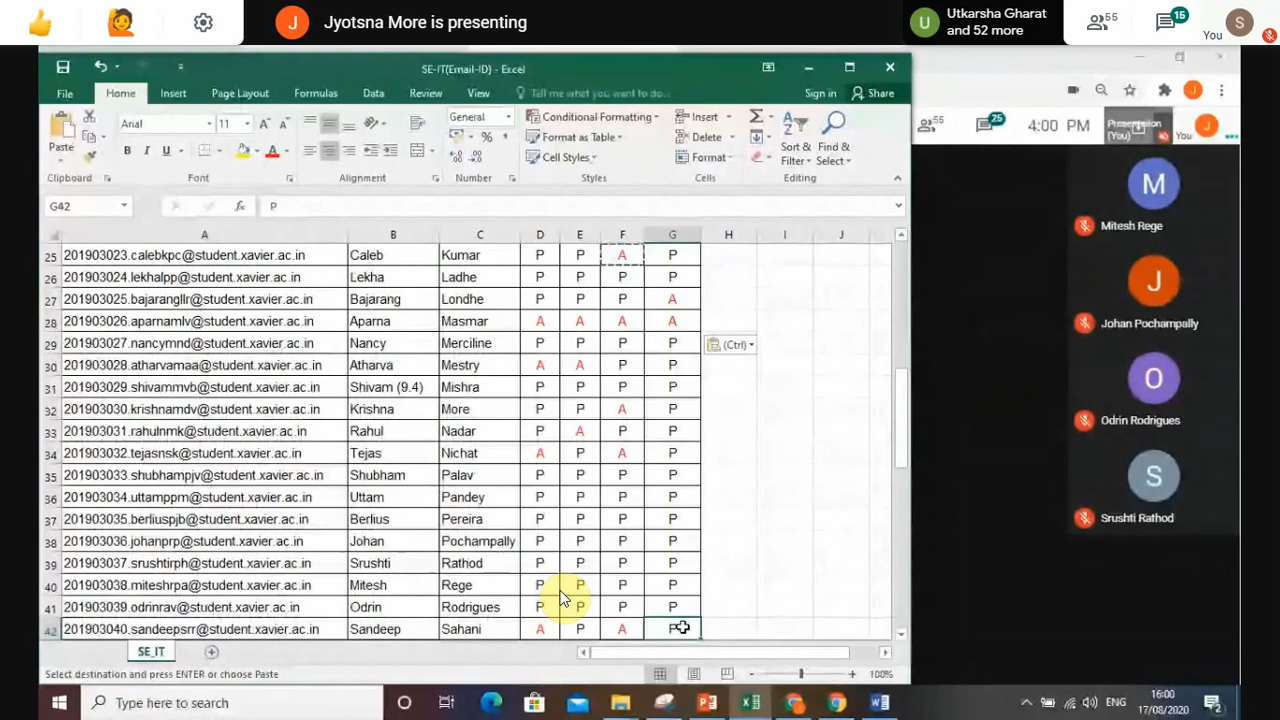 J Jyotsna More is presenting
U Utkarsha Gharat and 52 more
55
15
You
S
SE-IT(Email-ID) - Excel
File Home Insert Page Layout Formulas Data Review View Tell me what you want to do... Sign in Share
Paste
Arial 11
B I U
General
% ,
Conditional Formatting
Format as Table
Cell Styles
Insert
Delete
Format
Sort & Filter
Find & Select
Clipboard Font Alignment Number Styles Cells Editing
G42 fx P
A B C D E F G H I J
25 201903023.calebkpc@student.xavier.ac.in Caleb Kumar P P A P
26 201903024.lekhalpp@student.xavier.ac.in Lekha Ladhe P P P P
27 201903025.bajarangllr@student.xavier.ac.in Bajarang Londhe P P P A
28 201903026.aparnamlv@student.xavier.ac.in Aparna Masmar A A A A
29 201903027.nancymnd@student.xavier.ac.in Nancy Merciline P P P P
30 201903028.atharvamaa@student.xavier.ac.in Atharva Mestry A A P P
31 201903029.shivammvb@student.xavier.ac.in Shivam (9.4) Mishra P P P P
32 201903030.krishnamdv@student.xavier.ac.in Krishna More P P A P
33 201903031.rahulnmk@student.xavier.ac.in Rahul Nadar P A P P
34 201903032.tejasnsk@student.xavier.ac.in Tejas Nichat A P A P
35 201903033.shubhampjv@student.xavier.ac.in Shubham Palav P P P P
36 201903034.uttamppm@student.xavier.ac.in Uttam Pandey P P P P
37 201903035.berliuspjb@student.xavier.ac.in Berlius Pereira P P P P
38 201903036.johanprp@student.xavier.ac.in Johan Pochampally P P P P
39 201903037.srushtirph@student.xavier.ac.in Srushti Rathod P P P P
40 201903038.miteshrpa@student.xavier.ac.in Mitesh Rege P P P P
41 201903039.odrinrav@student.xavier.ac.in Odrin Rodrigues P P P P
42 201903040.sandeepsrr@student.xavier.ac.in Sandeep Sahani A P A P
(Ctrl)
SE_IT
Select destination and press ENTER or choose Paste
100%
J
55 25 4:00 PM Presentation (You) You J
M
Mitesh Rege
J
Johan Pochampally
O
Odrin Rodrigues
S
Srushti Rathod
Type here to search
ENG
16:00
17/08/2020
2